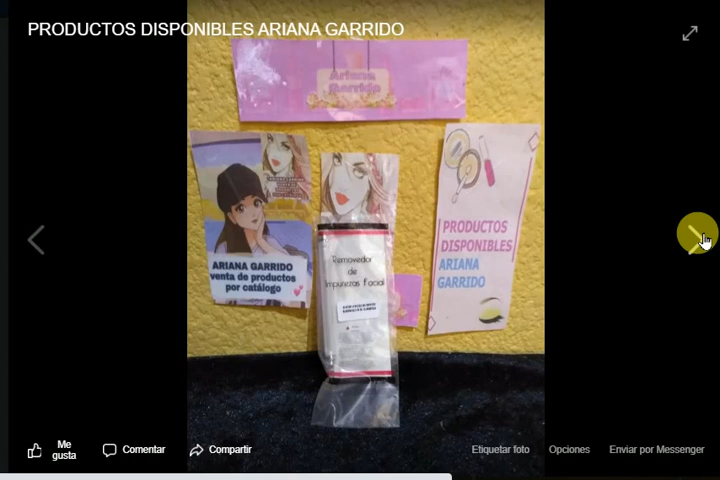 PRODUCTOS DISPONIBLES ARIANA GARRIDO
Ariana
Garrido
ARIANA GARRIDO
venta de productos
por catálogo
Removedor
de
Impurezas Facial
PRODUCTOS
DISPONIBLES
ARIANA
GARRIDO
Me gusta
Comentar
Compartir
Etiquetar foto
Opciones
Enviar por Messenger